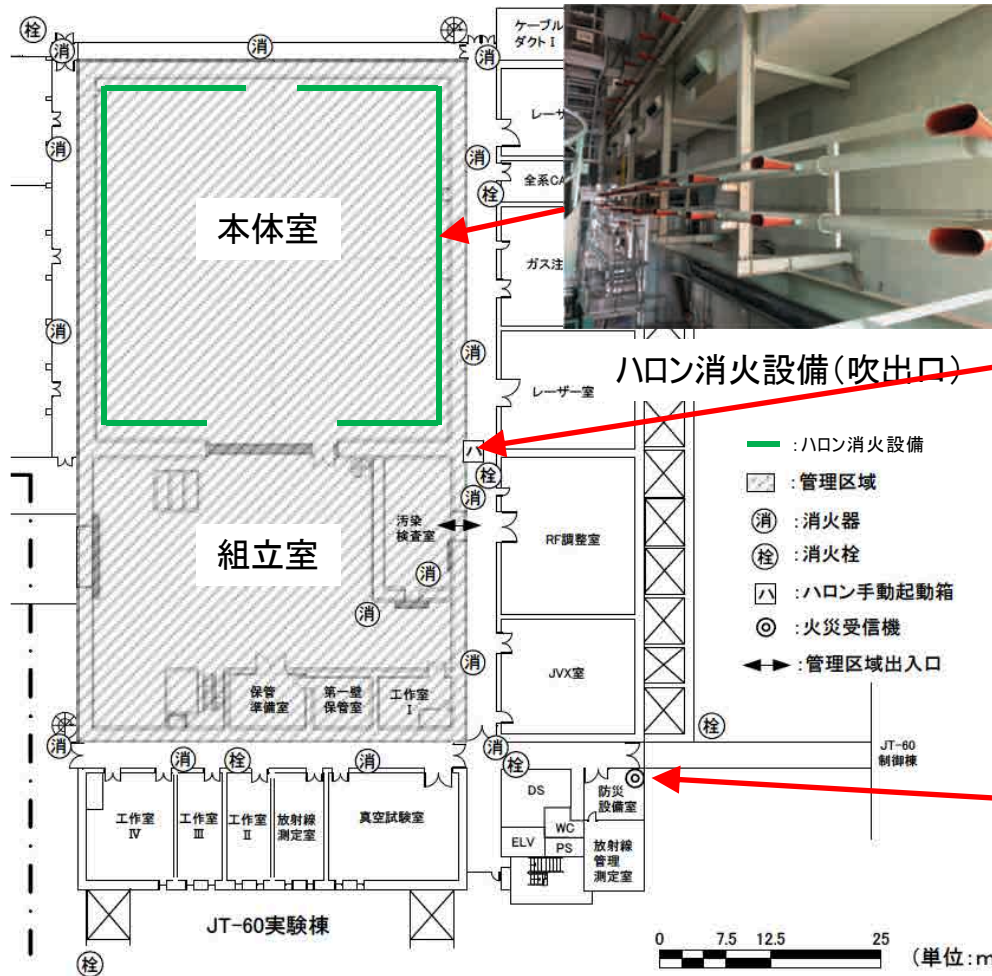 栓
消
消
消
ケーブル
ダクトⅠ
消
レーザ
消
消
全系CA
栓
本体室
ガス注
消
消
ハロン消火設備(吹出口)
レーザー室
ハ
栓
消
汚染
検査室
RF調整室
組立室
消
消
消
JVX室
保管
準備室
第一壁
保管室
工作室
Ⅰ
:ハロン消火設備
:管理区域
消:消火器
栓:消火栓
ハ:ハロン手動起動箱
:火災受信機
:管理区域出入口
栓
消
消
栓
消
消
栓
JT-60
制御棟
工作室
Ⅳ
工作室
Ⅲ
工作室
Ⅱ
放射線
測定室
真空試験室
DS
防災
設備室
WC
ELV
PS
放射線
管理
測定室
JT-60実験棟
栓
0 7.5 12.5 25
(単位:m